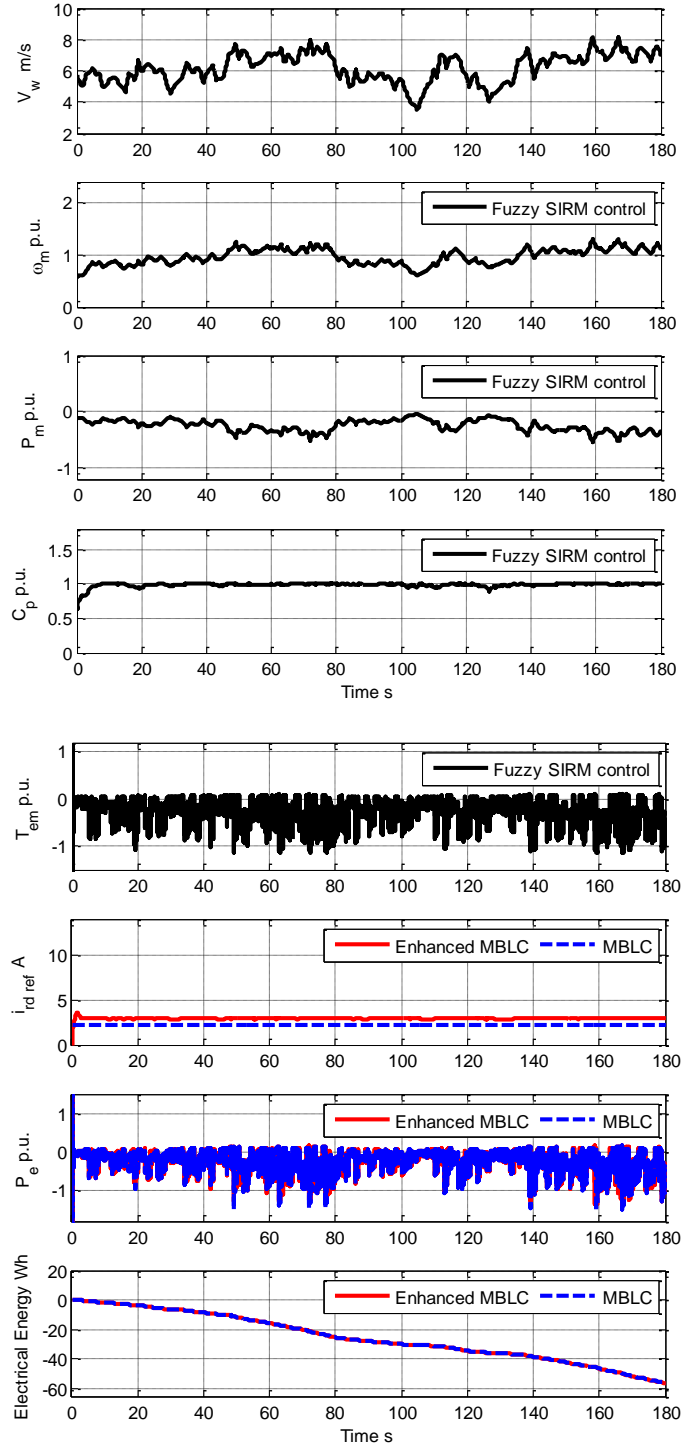 10
8
6
4
2
V_w m/s
0 20 40 60 80 100 120 140 160 180
2
1
0
ω_m p.u.
Fuzzy SIRM control
0 20 40 60 80 100 120 140 160 180
1
0
-1
P_m p.u.
Fuzzy SIRM control
0 20 40 60 80 100 120 140 160 180
1.5
1
0.5
0
C_p p.u.
Fuzzy SIRM control
0 20 40 60 80 100 120 140 160 180
Time s
1
0
-1
T_em p.u.
Fuzzy SIRM control
0 20 40 60 80 100 120 140 160 180
10
5
0
i_rd ref A
Enhanced MBLC MBLC
0 20 40 60 80 100 120 140 160 180
1
0
-1
P_e p.u.
Enhanced MBLC MBLC
0 20 40 60 80 100 120 140 160 180
20
0
-20
-40
-60
Electrical Energy Wh
Enhanced MBLC MBLC
0 20 40 60 80 100 120 140 160 180
Time s